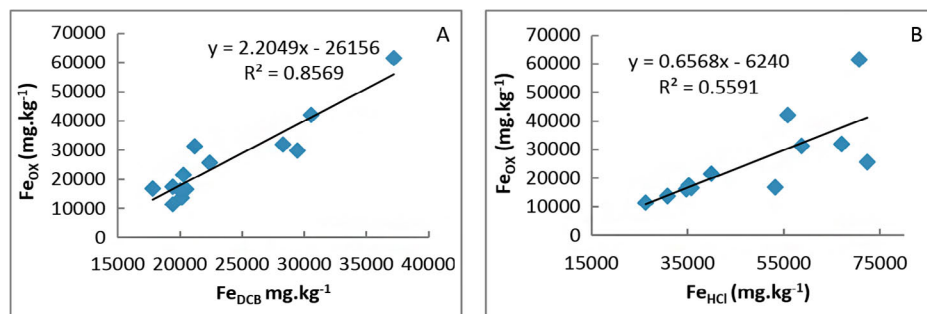 A
y = 2.2049x - 26156
R² = 0.8569
Fe_OX (mg.kg⁻¹)
70000
60000
50000
40000
30000
20000
10000
0
15000 20000 25000 30000 35000 40000
Fe_DCB mg.kg⁻¹
B
y = 0.6568x - 6240
R² = 0.5591
Fe_OX (mg.kg⁻¹)
70000
60000
50000
40000
30000
20000
10000
0
15000 35000 55000 75000
Fe_HCl (mg.kg⁻¹)